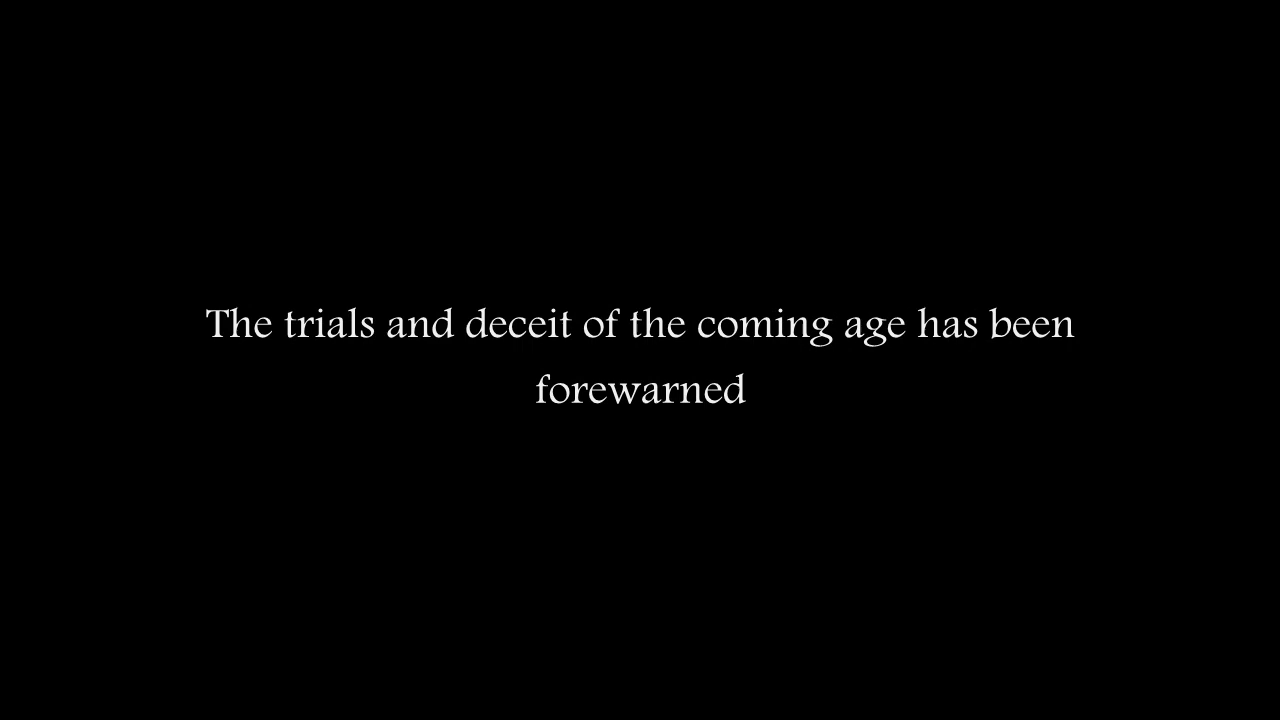 The trials and deceit of the coming age has been
forewarned